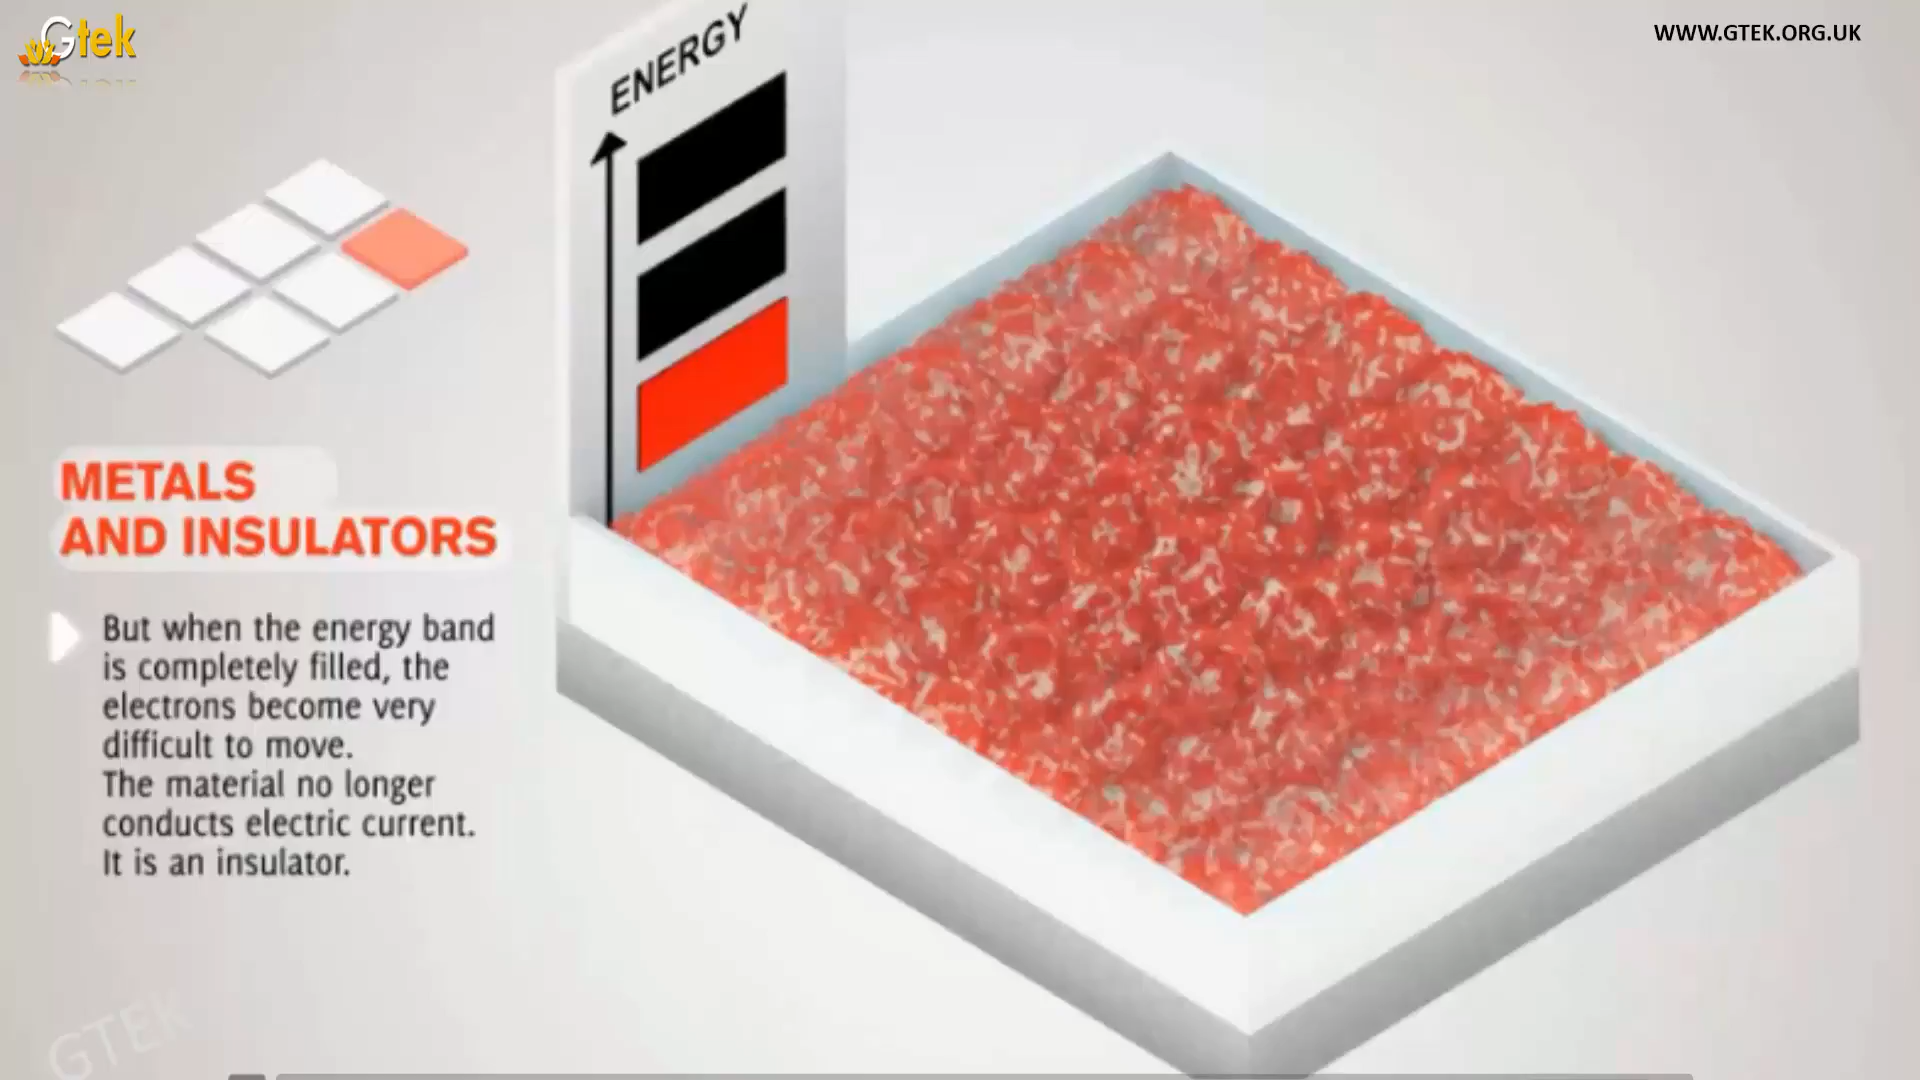 Gtek
WWW.GTEK.ORG.UK
ENERGY
METALS
AND INSULATORS
But when the energy band
is completely filled, the
electrons become very
difficult to move.
The material no longer
conducts electric current.
It is an insulator.
GTEK